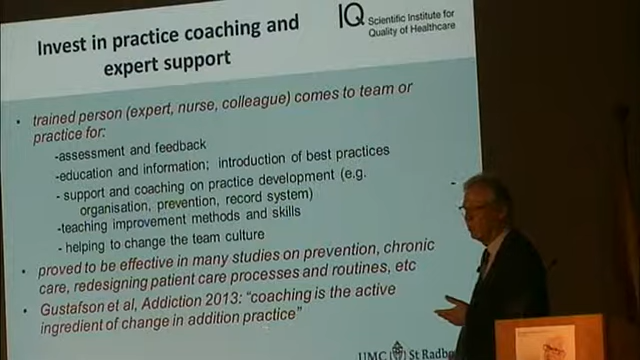 Invest in practice coaching and
expert support
IQ Scientific Institute for
Quality of Healthcare
• trained person (expert, nurse, colleague) comes to team or
practice for:
-assessment and feedback
-education and information; introduction of best practices
- support and coaching on practice development (e.g.
organisation, prevention, record system)
-teaching improvement methods and skills
- helping to change the team culture
• proved to be effective in many studies on prevention, chronic
care, redesigning patient care processes and routines, etc
• Gustafson et al, Addiction 2013: “coaching is the active
ingredient of change in addition practice”
UMC St Radb